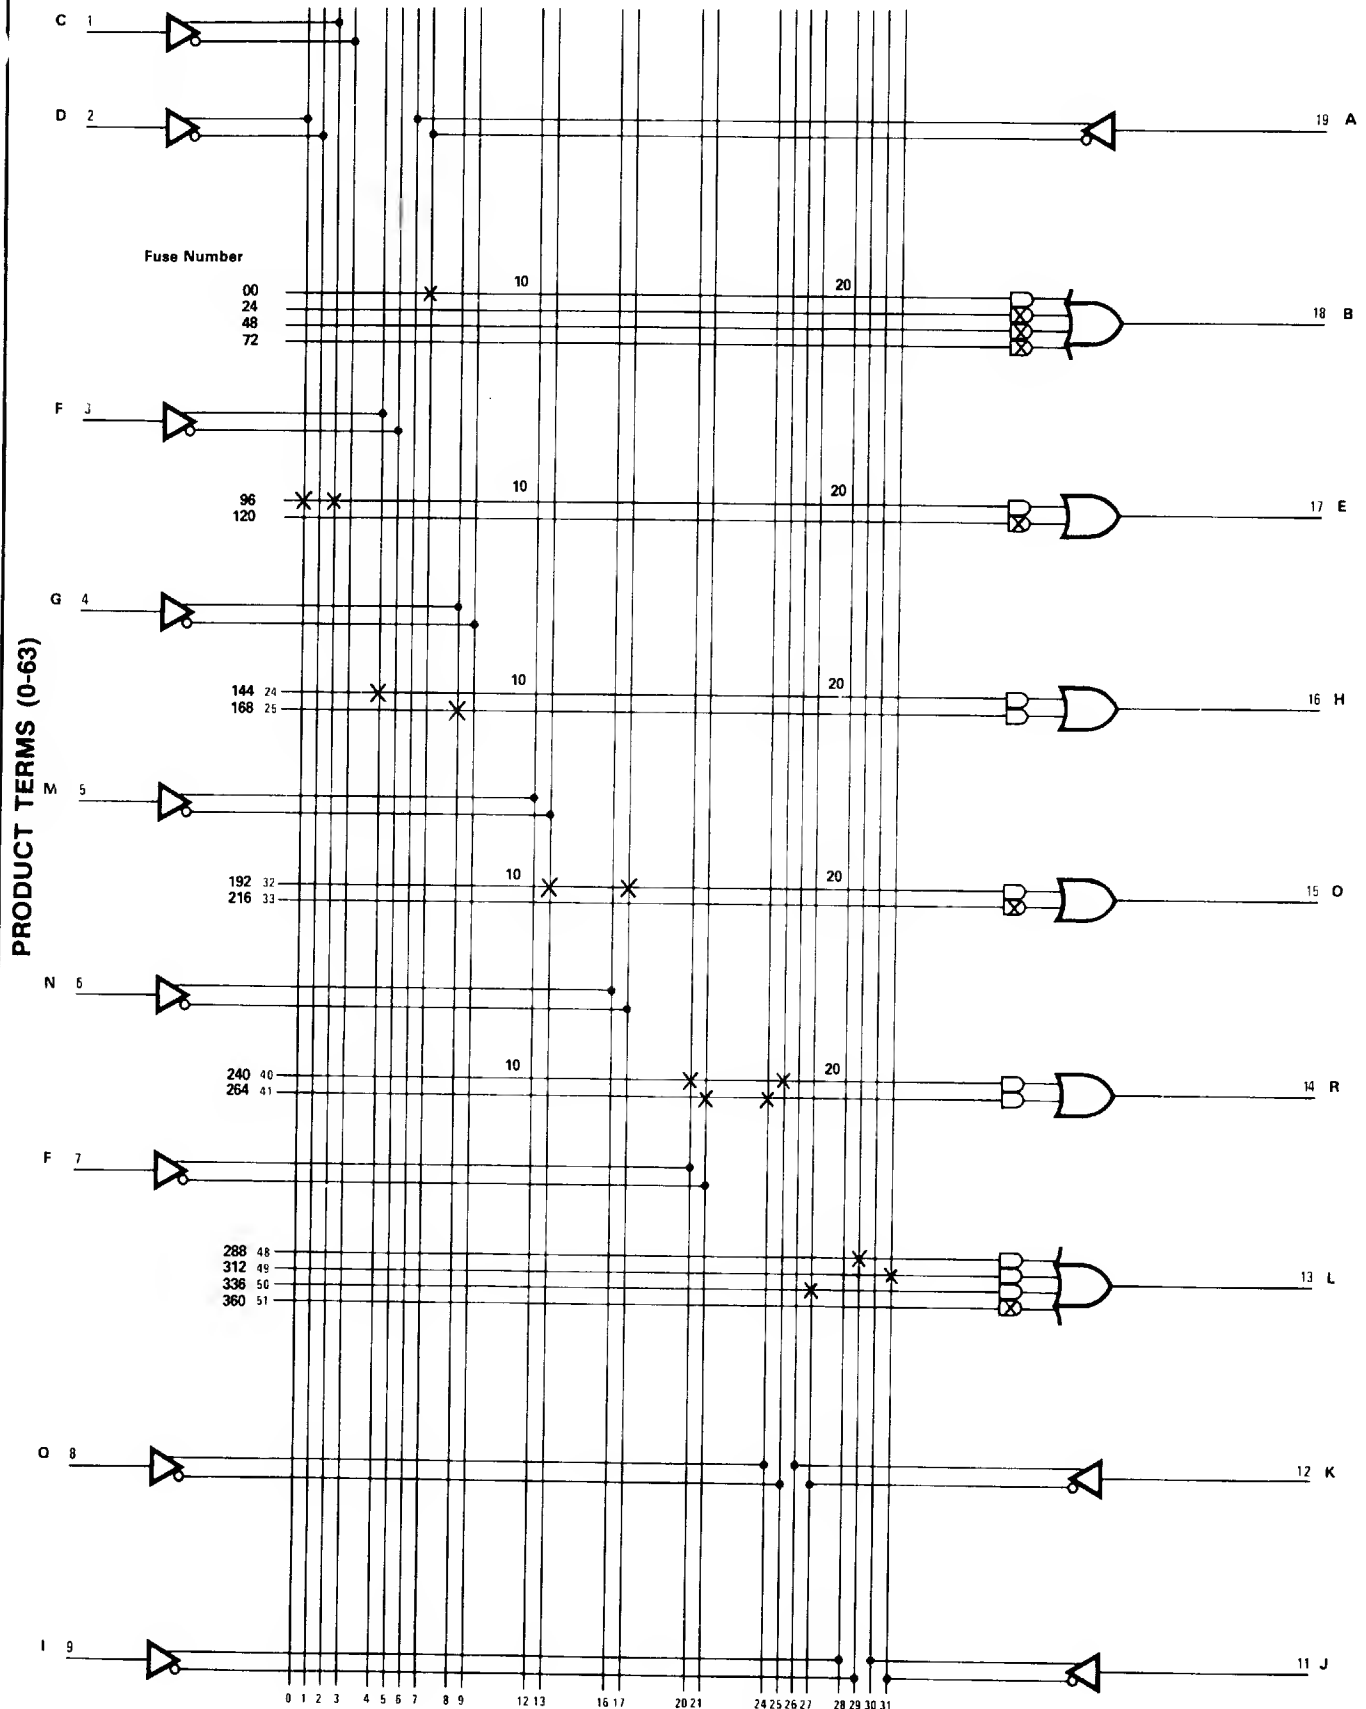 C 1
D 2
19 A
Fuse Number
10
20
00
24
48
72
18 B
F 3
10
20
96
120
17 E
G 4
10
20
144 24
168 25
16 H
PRODUCT TERMS (0-63)
M 5
10
20
192 32
216 33
15 O
N 6
10
20
240 40
264 41
14 R
F 7
288 48
312 49
336 50
360 51
13 L
Q 8
12 K
I 9
11 J
0 1 2 3 4 5 6 7 8 9 12 13 16 17 20 21 24 25 26 27 28 29 30 31